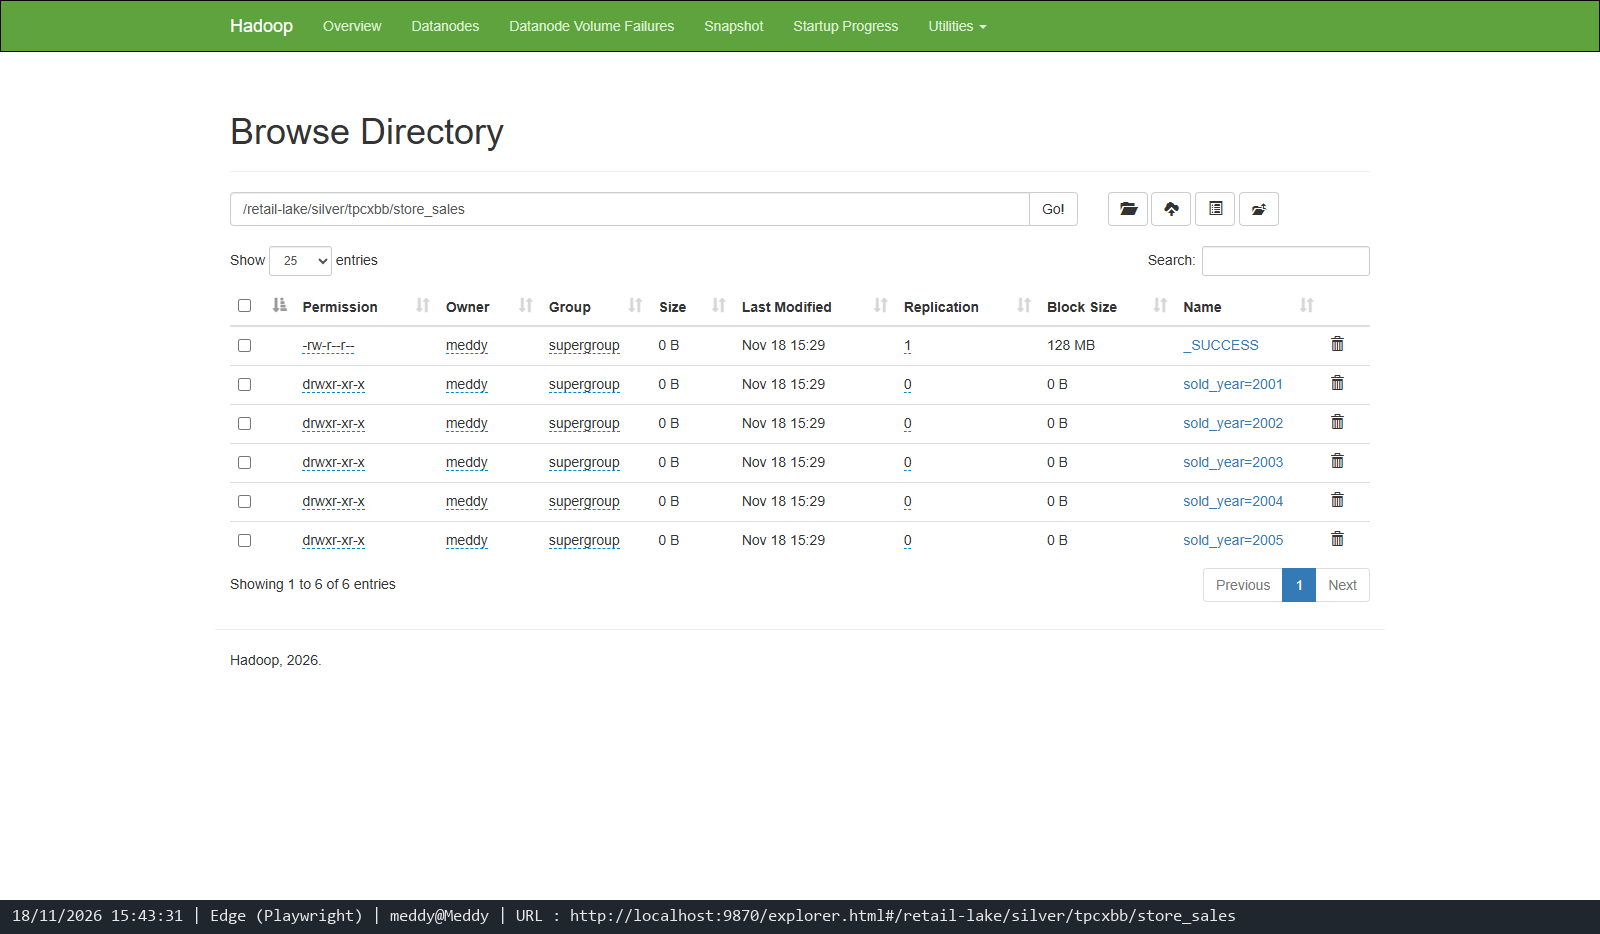 Hadoop Overview Datanodes Datanode Volume Failures Snapshot Startup Progress Utilities
Browse Directory
/retail-lake/silver/tpcxbb/store_sales Go!
Show 25 entries Search:
Permission Owner Group Size Last Modified Replication Block Size Name
-rw-r--r-- meddy supergroup 0 B Nov 18 15:29 1 128 MB _SUCCESS
drwxr-xr-x meddy supergroup 0 B Nov 18 15:29 0 0 B sold_year=2001
drwxr-xr-x meddy supergroup 0 B Nov 18 15:29 0 0 B sold_year=2002
drwxr-xr-x meddy supergroup 0 B Nov 18 15:29 0 0 B sold_year=2003
drwxr-xr-x meddy supergroup 0 B Nov 18 15:29 0 0 B sold_year=2004
drwxr-xr-x meddy supergroup 0 B Nov 18 15:29 0 0 B sold_year=2005
Showing 1 to 6 of 6 entries Previous 1 Next
Hadoop, 2026.
18/11/2026 15:43:31 | Edge (Playwright) | meddy@Meddy | URL : http://localhost:9870/explorer.html#/retail-lake/silver/tpcxbb/store_sales